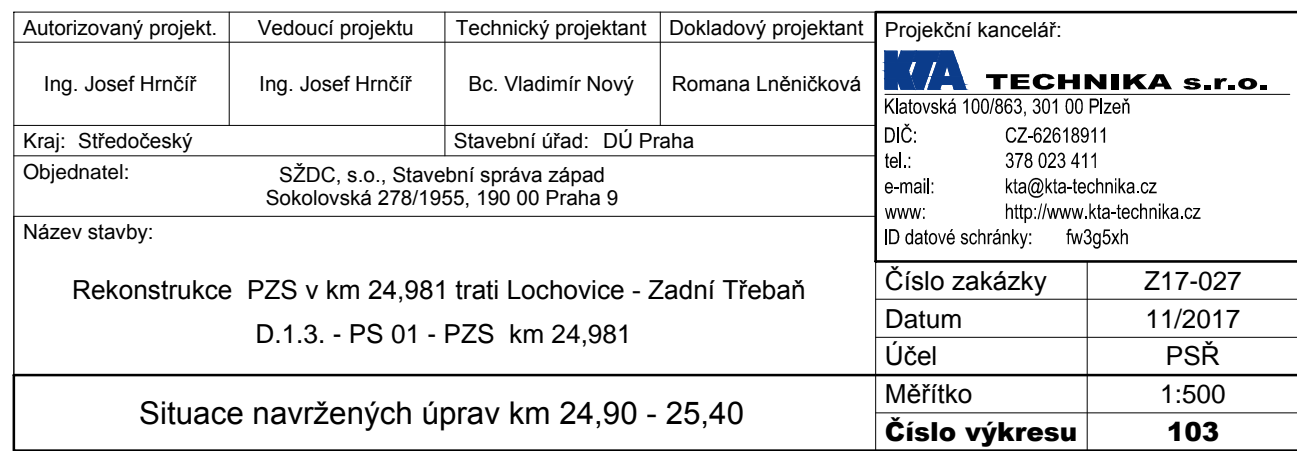 Autorizovaný projekt. Vedoucí projektu Technický projektant Dokladový projektant
Ing. Josef Hrnčíř Ing. Josef Hrnčíř Bc. Vladimír Nový Romana Lněničková
Kraj: Středočeský Stavební úřad: DÚ Praha
Objednatel: SŽDC, s.o., Stavební správa západ
Sokolovská 278/1955, 190 00 Praha 9
Název stavby:
Rekonstrukce PZS v km 24,981 trati Lochovice - Zadní Třebaň
D.1.3. - PS 01 - PZS km 24,981
Situace navržených úprav km 24,90 - 25,40
Projekční kancelář:
KTA TECHNIKA s.r.o.
Klatovská 100/863, 301 00 Plzeň
DIČ: CZ-62618911
tel.: 378 023 411
e-mail: kta@kta-technika.cz
www: http://www.kta-technika.cz
ID datové schránky: fw3g5xh
Číslo zakázky Z17-027
Datum 11/2017
Účel PSŘ
Měřítko 1:500
Číslo výkresu 103